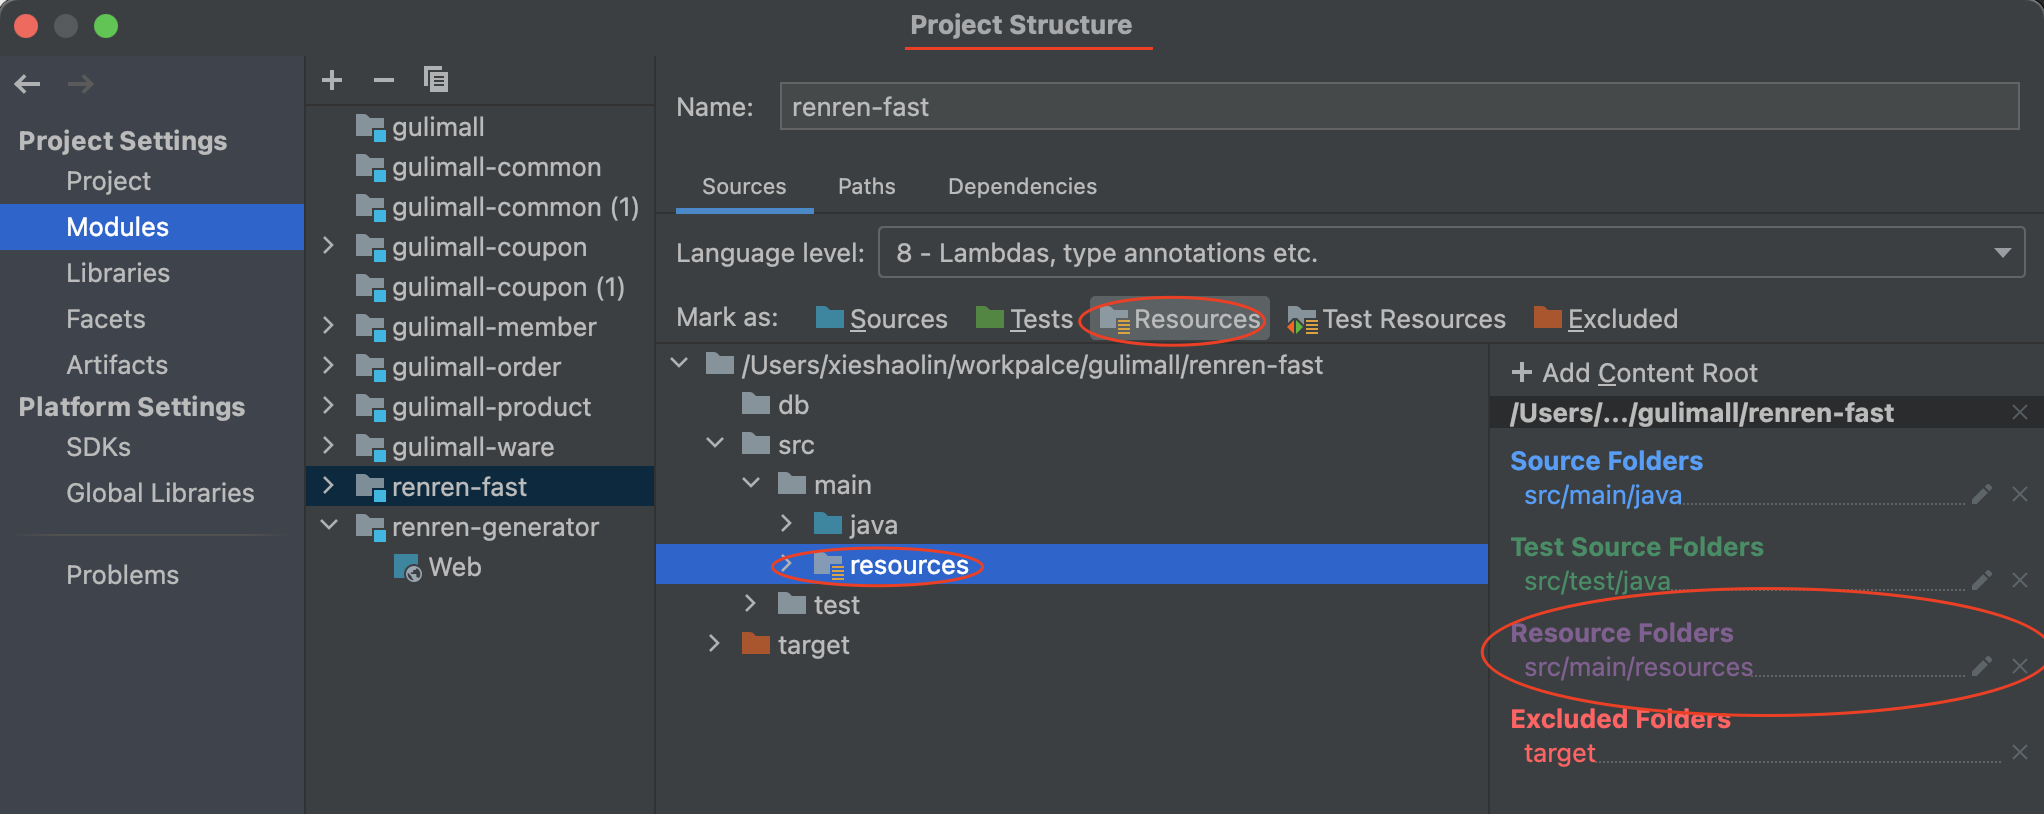 Project Structure
Project Settings
Project
Modules
Libraries
Facets
Artifacts
Platform Settings
SDKs
Global Libraries
Problems
gulimall
gulimall-common
gulimall-common (1)
gulimall-coupon
gulimall-coupon (1)
gulimall-member
gulimall-order
gulimall-product
gulimall-ware
renren-fast
renren-generator
Web
Name: renren-fast
Sources Paths Dependencies
Language level: 8 - Lambdas, type annotations etc.
Mark as: Sources Tests Resources Test Resources Excluded
/Users/xieshaolin/workpalce/gulimall/renren-fast
db
src
main
java
resources
test
target
+ Add Content Root
/Users/.../gulimall/renren-fast
Source Folders
src/main/java
Test Source Folders
src/test/java
Resource Folders
src/main/resources
Excluded Folders
target